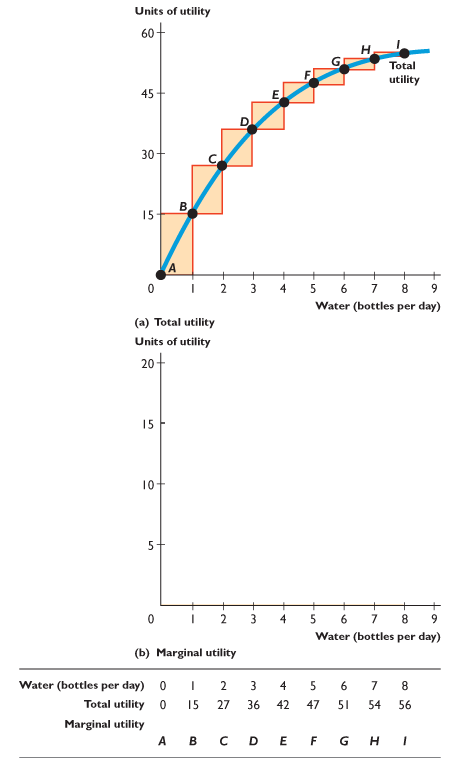 Units of utility
60
I
H
G
Total
utility
F
45
E
D
30
C
B
15
A
0 1 2 3 4 5 6 7 8 9
Water (bottles per day)
(a) Total utility
Units of utility
20
15
10
5
0 1 2 3 4 5 6 7 8 9
Water (bottles per day)
(b) Marginal utility
Water (bottles per day) 0 1 2 3 4 5 6 7 8
Total utility 0 15 27 36 42 47 51 54 56
Marginal utility
A B C D E F G H I